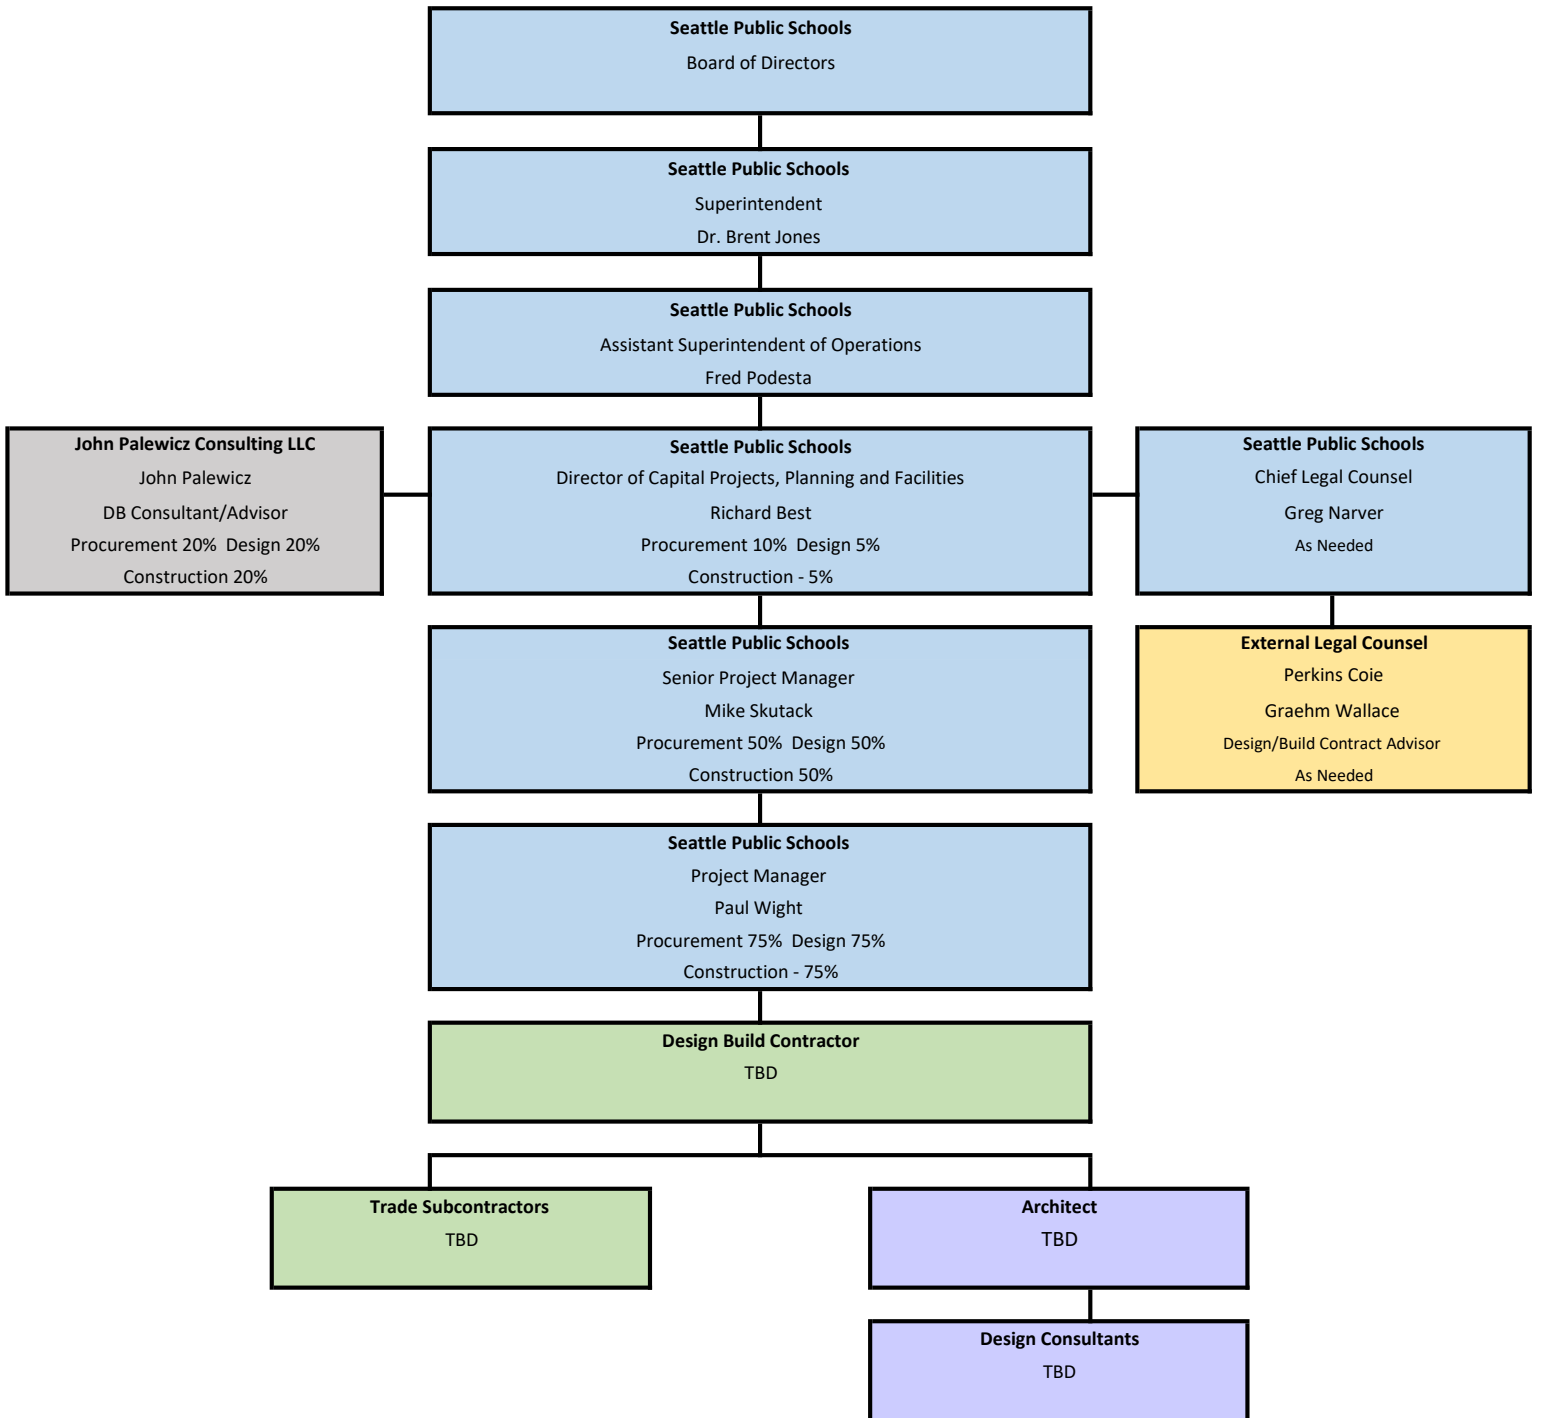 Seattle Public Schools
Board of Directors
Seattle Public Schools
Superintendent
Dr. Brent Jones
Seattle Public Schools
Assistant Superintendent of Operations
Fred Podesta
John Palewicz Consulting LLC
John Palewicz
DB Consultant/Advisor
Procurement 20%  Design 20%
Construction 20%
Seattle Public Schools
Director of Capital Projects, Planning and Facilities
Richard Best
Procurement 10%  Design 5%
Construction - 5%
Seattle Public Schools
Chief Legal Counsel
Greg Narver
As Needed
Seattle Public Schools
Senior Project Manager
Mike Skutack
Procurement 50%  Design 50%
Construction 50%
External Legal Counsel
Perkins Coie
Graehm Wallace
Design/Build Contract Advisor
As Needed
Seattle Public Schools
Project Manager
Paul Wight
Procurement 75%  Design 75%
Construction - 75%
Design Build Contractor
TBD
Trade Subcontractors
TBD
Architect
TBD
Design Consultants
TBD